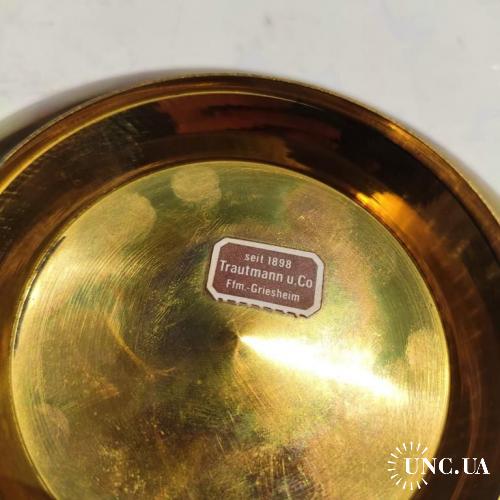 seit 1898
Trautmann u.Co
Ffm.-Griesheim
UNC.UA